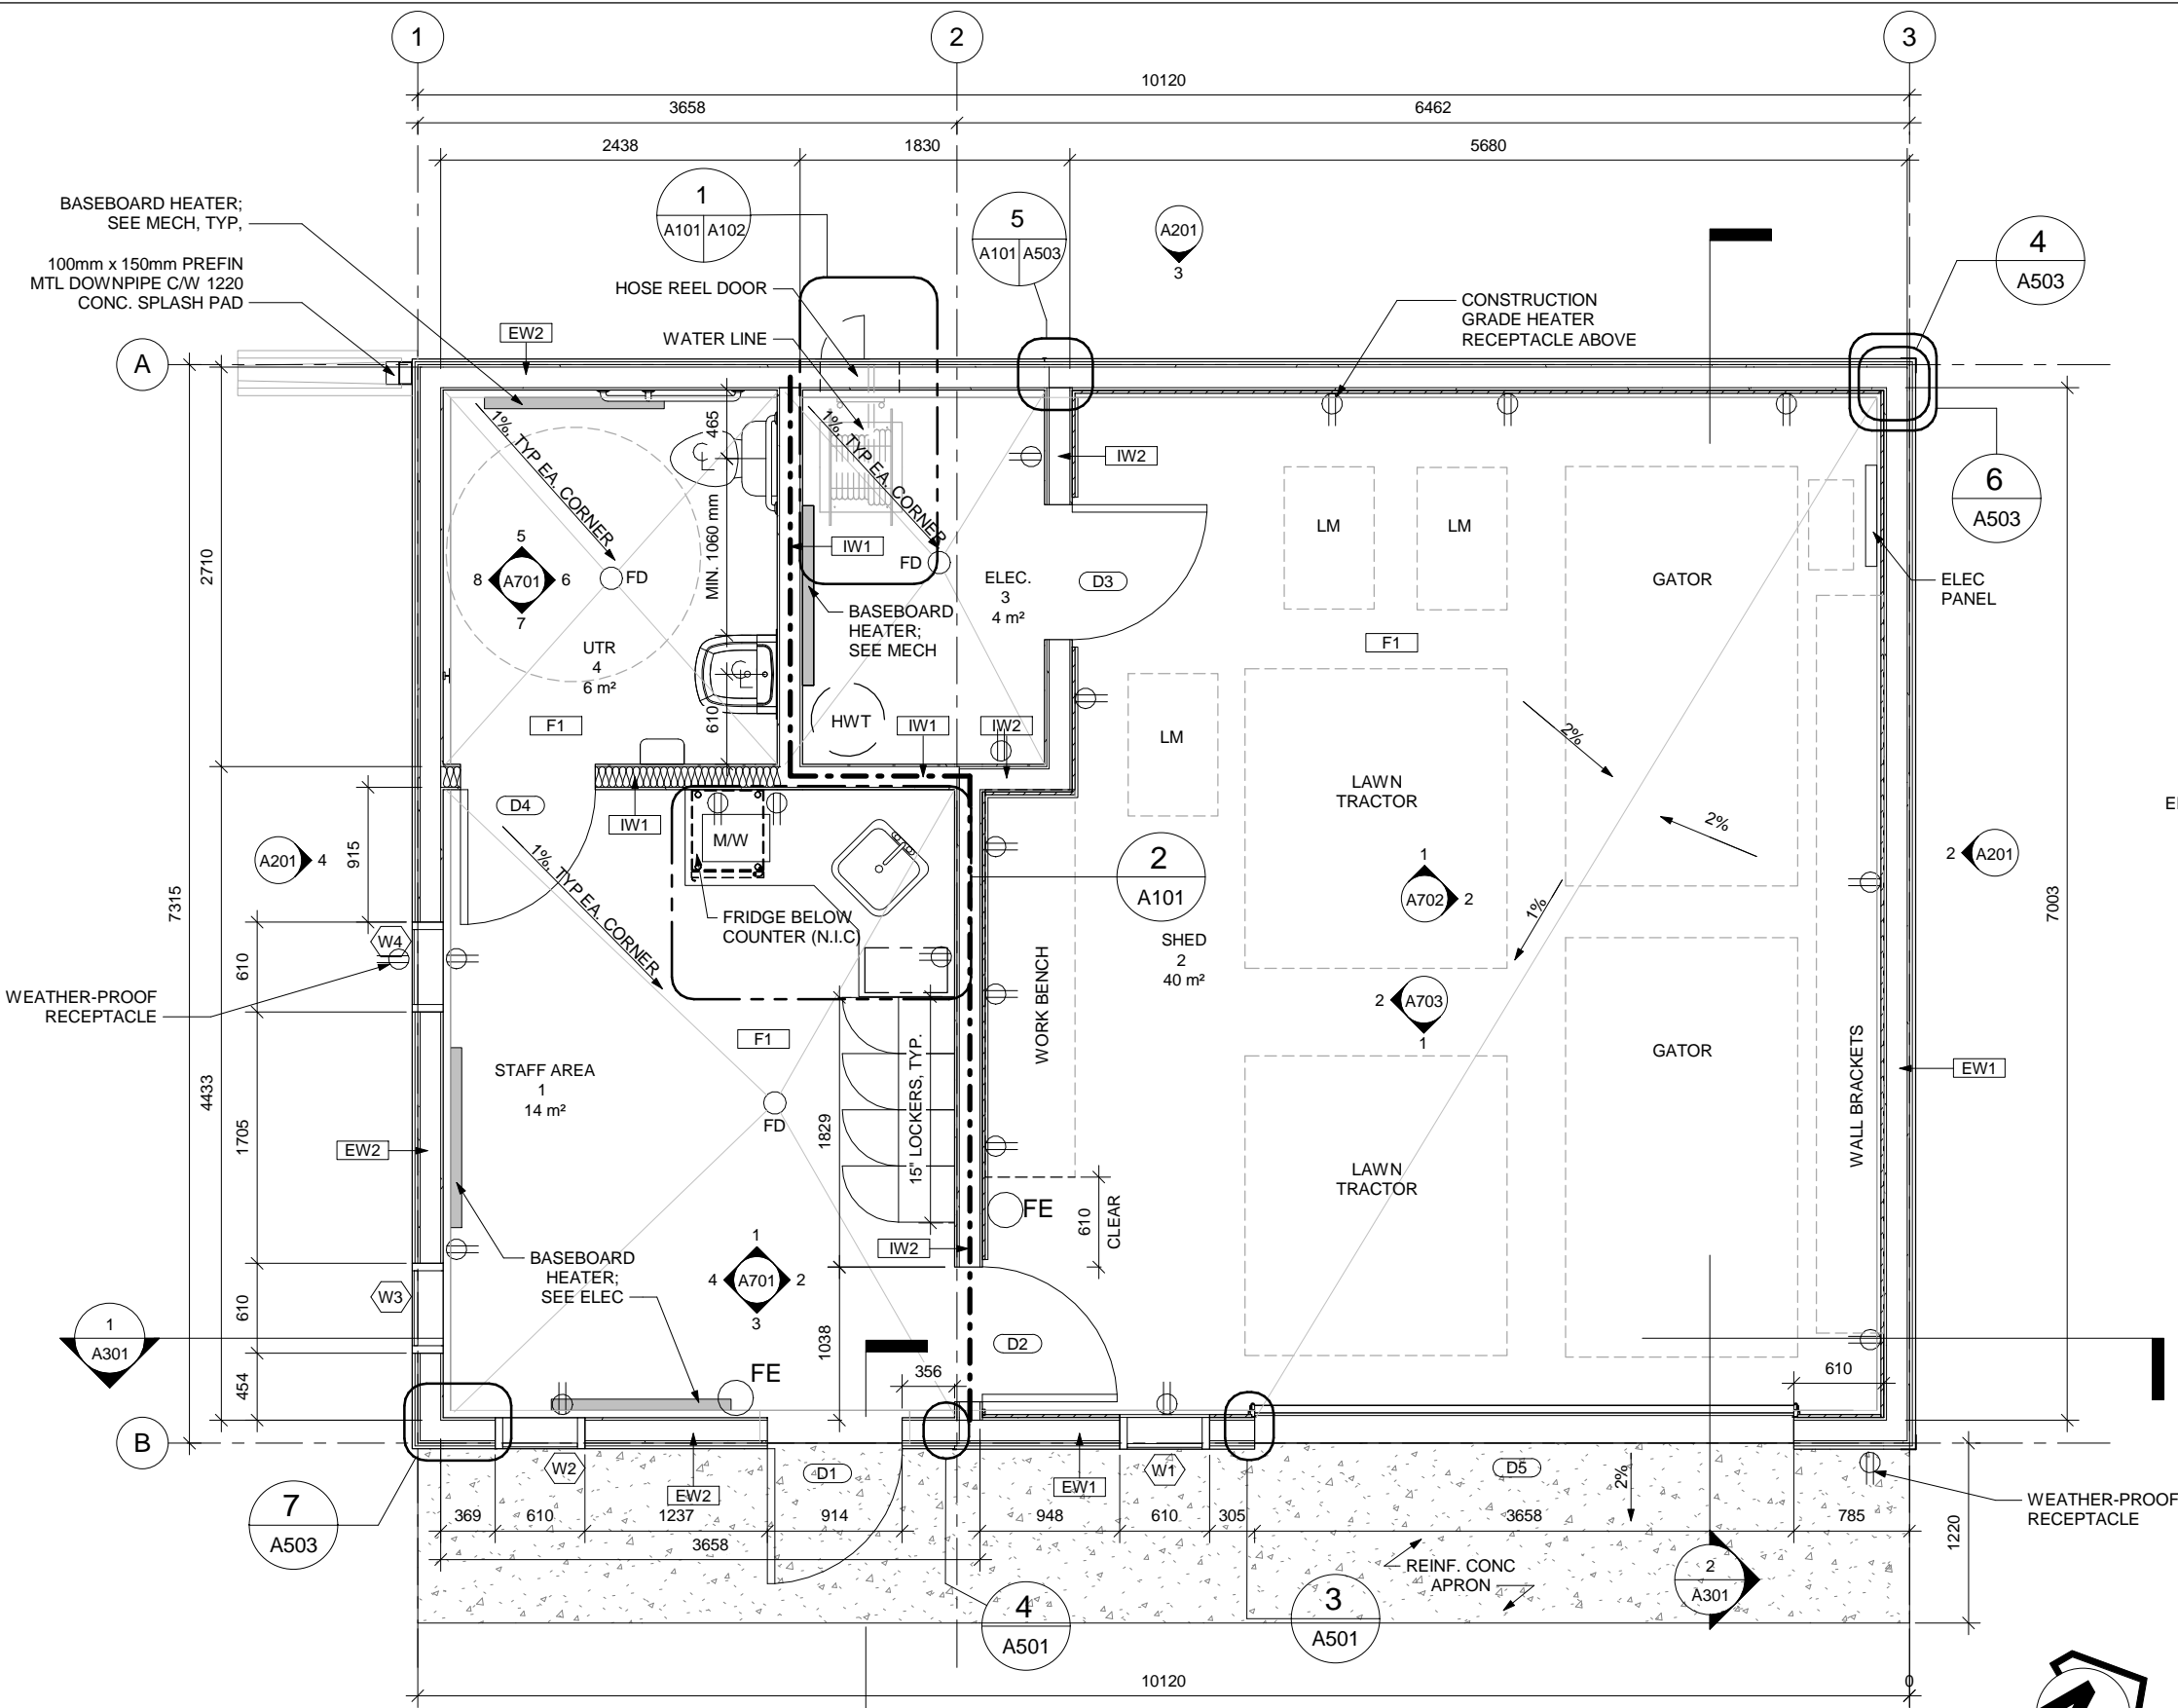 1
2
3
10120
3658
6462
2438
1830
5680
BASEBOARD HEATER;
SEE MECH, TYP,
100mm x 150mm PREFIN
MTL DOWNPIPE C/W 1220
CONC. SPLASH PAD
1
A101
A102
HOSE REEL DOOR
WATER LINE
5
A101
A503
A201
3
CONSTRUCTION
GRADE HEATER
RECEPTACLE ABOVE
4
A503
EW2
A
465
1%, TYP EA. CORNER
1%, TYP EA. CORNER
IW2
6
A503
LM
LM
GATOR
MIN. 1060 mm
IW1
FD
5
8
A701
6
7
FD
ELEC.
3
4 m²
D3
ELEC
PANEL
2710
BASEBOARD
HEATER;
SEE MECH
UTR
4
6 m²
F1
F1
610
HWT
IW1
IW2
LM
2%
LAWN
TRACTOR
2%
D4
IW1
M/W
1%, TYP EA. CORNER
915
A201
4
2
A101
1
A702
2
2
A201
El
7315
7003
FRIDGE BELOW
COUNTER (N.I.C)
1%
W4
610
SHED
2
40 m²
WEATHER-PROOF
RECEPTACLE
WORK BENCH
2
A703
1
F1
GATOR
WALL BRACKETS
STAFF AREA
1
14 m²
15" LOCKERS, TYP.
EW1
4433
1705
1829
FD
EW2
LAWN
TRACTOR
FE
610
CLEAR
IW2
BASEBOARD
HEATER;
SEE ELEC
1
4
A701
2
3
W3
610
1
A301
1038
D2
454
356
FE
610
B
W2
D1
W1
D5
2%
EW2
EW1
7
A503
369
610
1237
914
948
610
305
3658
785
3658
1220
WEATHER-PROOF
RECEPTACLE
REINF. CONC
APRON
2
A301
4
A501
3
A501
10120
0